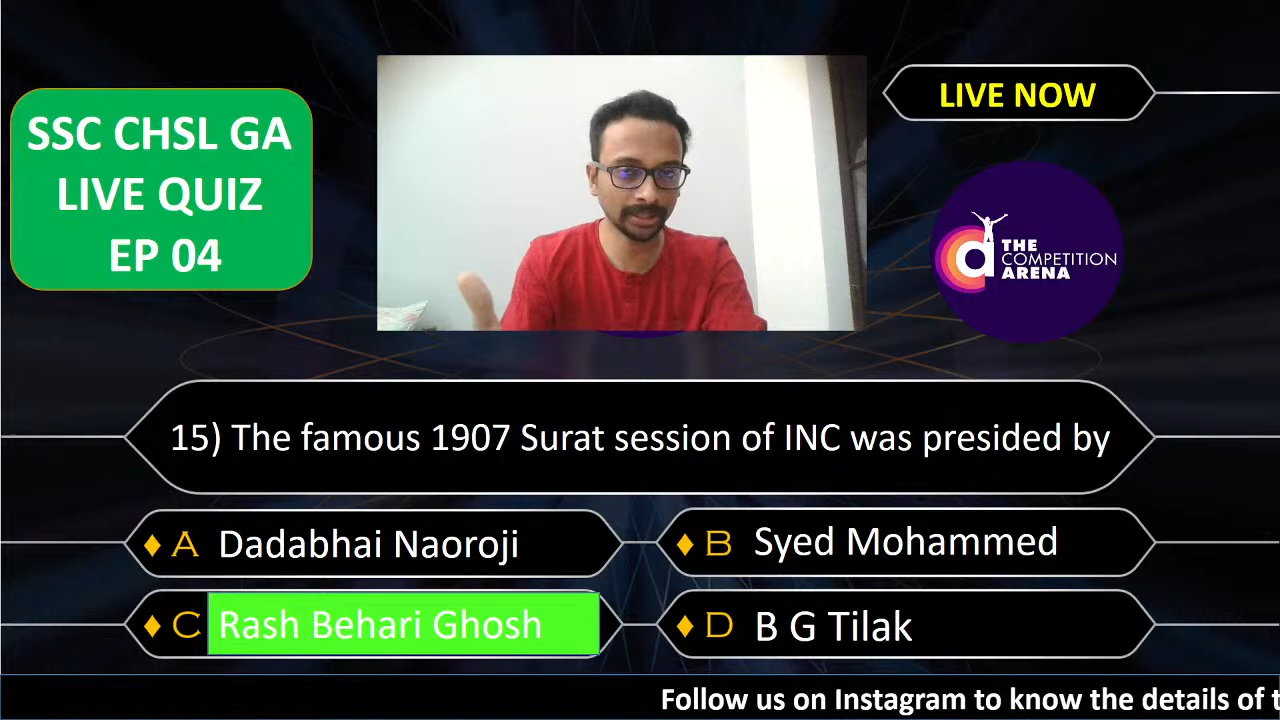 SSC CHSL GA
LIVE QUIZ
EP 04
LIVE NOW
THE
COMPETITION
ARENA
15) The famous 1907 Surat session of INC was presided by
A Dadabhai Naoroji
B Syed Mohammed
C Rash Behari Ghosh
D B G Tilak
Follow us on Instagram to know the details of t